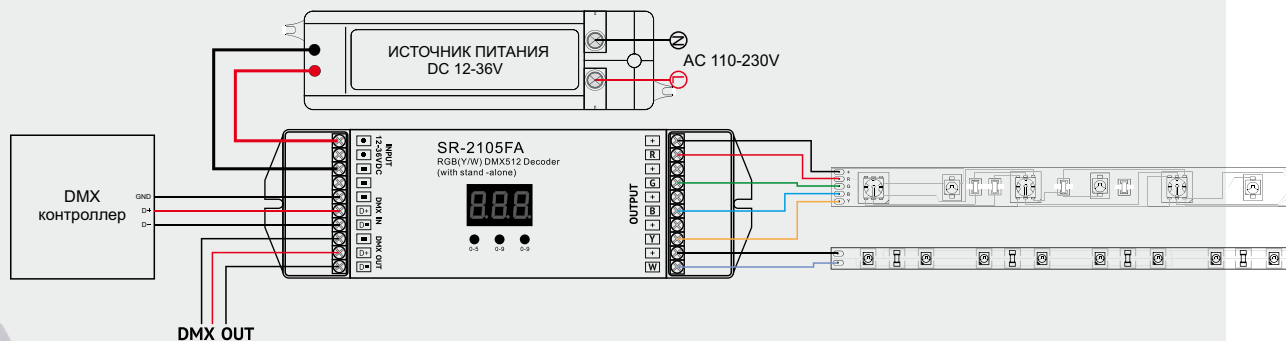 ИСТОЧНИК ПИТАНИЯ
DC 12-36V
N
L
AC 110-230V
DMX
контроллер
GND
D+
D-
INPUT
12-36VDC
DMX IN
D+
D-
DMX OUT
D+
D-
SR-2105FA
RGB(Y/W) DMX512 Decoder
(with stand -alone)
888
0-5
0-9
0-9
OUTPUT
+
R
+
G
+
B
+
Y
+
W
+
R
G
B
Y
DMX OUT